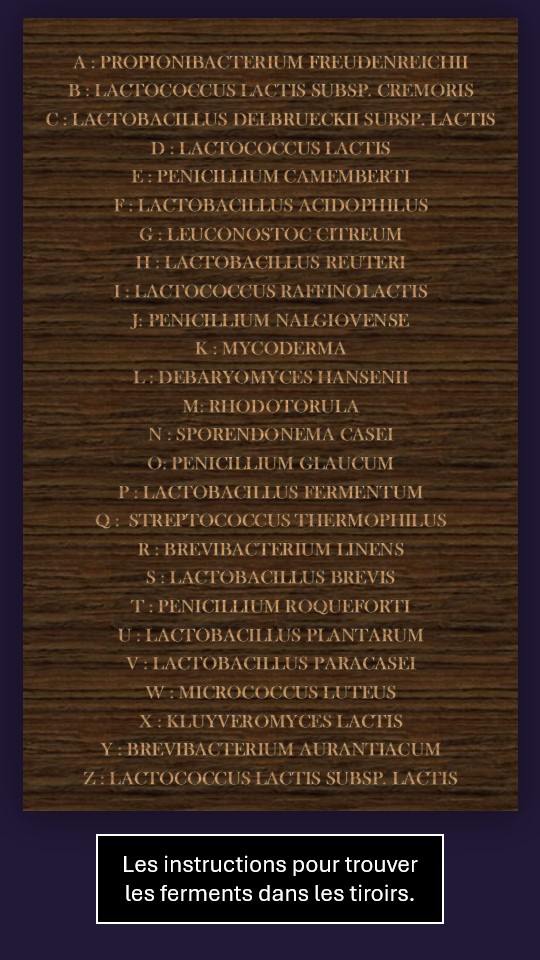 A : PROPIONIBACTERIUM FREUDENREICHII
B : LACTOCOCCUS LACTIS SUBSP. CREMORIS
C : LACTOBACILLUS DELBRUECKII SUBSP. LACTIS
D : LACTOCOCCUS LACTIS
E : PENICILLIUM CAMEMBERTI
F : LACTOBACILLUS ACIDOPHILUS
G : LEUCONOSTOC CITREUM
H : LACTOBACILLUS REUTERI
I : LACTOCOCCUS RAFFINOLACTIS
J: PENICILLIUM NALGIOVENSE
K : MYCODERMA
L : DEBARYOMYCES HANSENII
M: RHODOTORULA
N : SPORENDONEMA CASEI
O: PENICILLIUM GLAUCUM
P : LACTOBACILLUS FERMENTUM
Q : STREPTOCOCCUS THERMOPHILUS
R : BREVIBACTERIUM LINENS
S : LACTOBACILLUS BREVIS
T : PENICILLIUM ROQUEFORTI
U : LACTOBACILLUS PLANTARUM
V : LACTOBACILLUS PARACASEI
W : MICROCOCCUS LUTEUS
X : KLUYVEROMYCES LACTIS
Y : BREVIBACTERIUM AURANTIACUM
Z : LACTOCOCCUS LACTIS SUBSP. LACTIS
Les instructions pour trouver
les ferments dans les tiroirs.